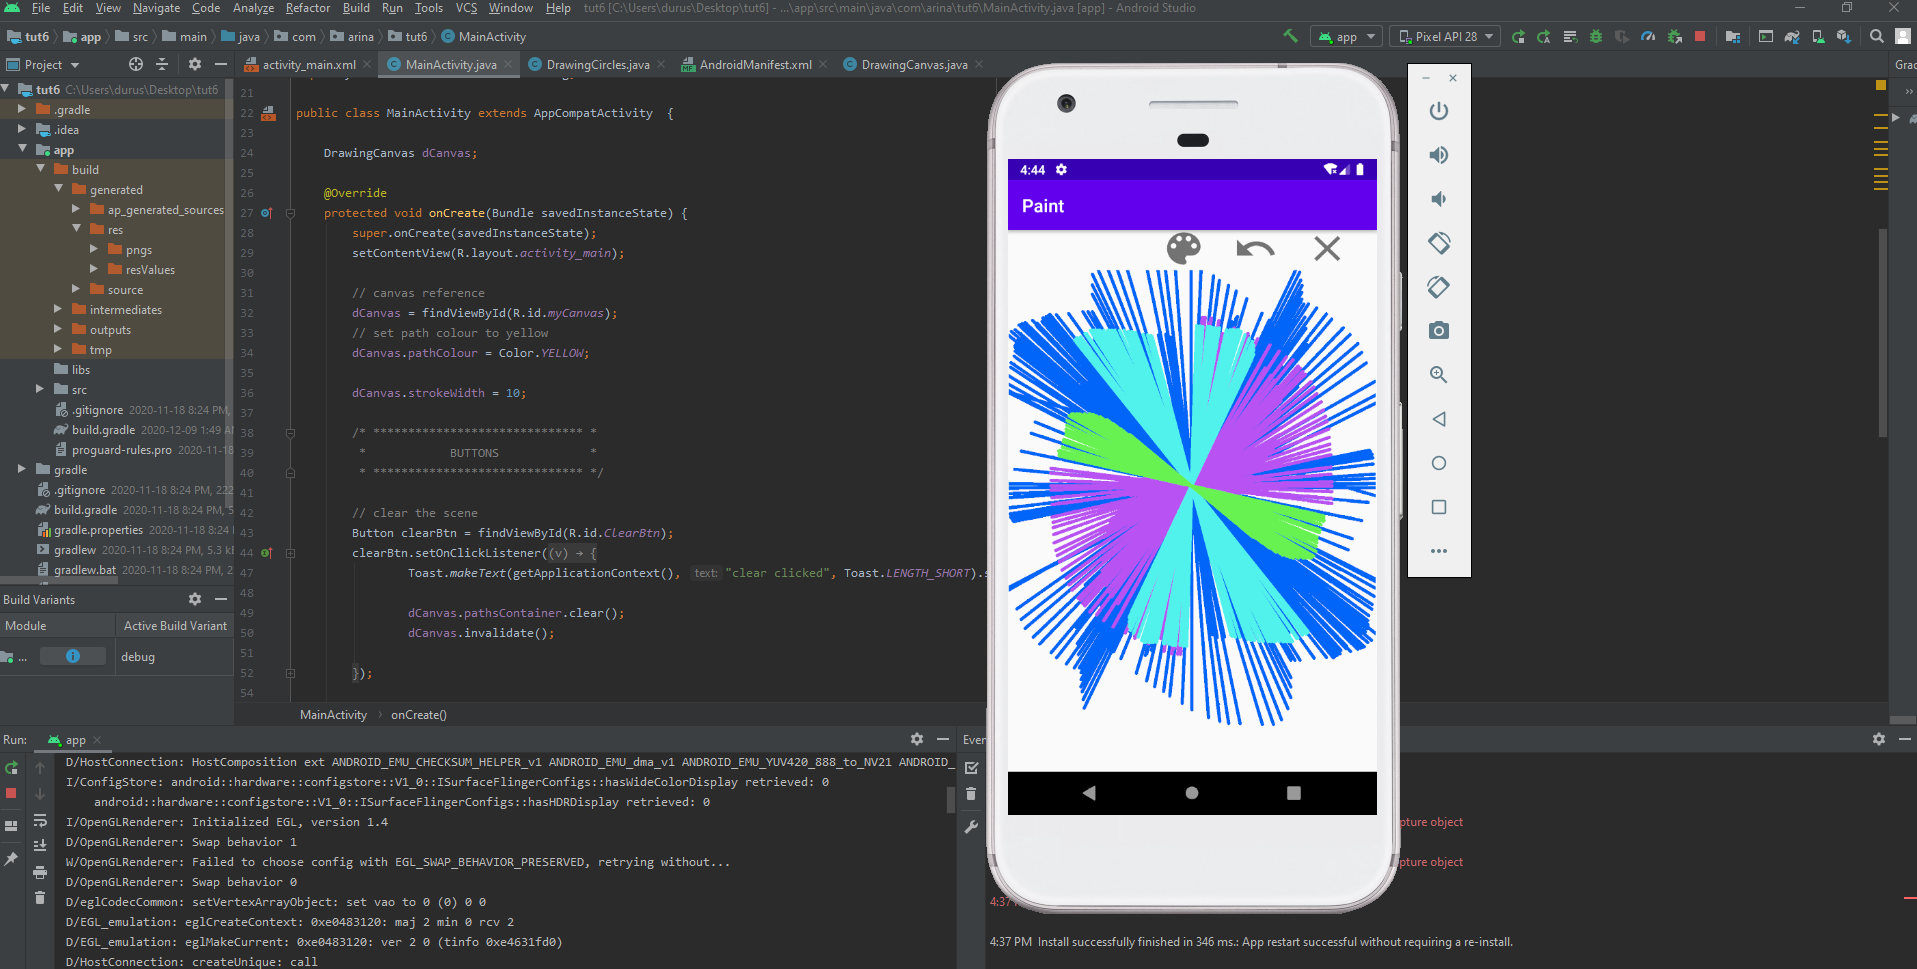 File Edit View Navigate Code Analyze Refactor Build Run Tools VCS Window Help tut6 [C:\Users\durus\Desktop\tut6] - ...\app\src\main\java\com\arina\tut6\MainActivity.java [app] - Android Studio
tut6 app src main java com arina tut6 MainActivity app Pixel API 28
Project activity_main.xml MainActivity.java DrawingCircles.java AndroidManifest.xml DrawingCanvas.java Grad
tut6 C:\Users\durus\Desktop\tut6
.gradle
.idea
app
build
generated
ap_generated_sources
res
pngs
resValues
source
intermediates
outputs
tmp
libs
src
.gitignore 2020-11-18 8:24 PM,
build.gradle 2020-12-09 1:49 A
proguard-rules.pro 2020-11-18
gradle
.gitignore 2020-11-18 8:24 PM, 222
build.gradle 2020-11-18 8:24 PM, 5
gradle.properties 2020-11-18 8:24 P
gradlew 2020-11-18 8:24 PM, 5.3 kB
gradlew.bat 2020-11-18 8:24 PM, 2
Build Variants
Module Active Build Variant
... debug
21
22 public class MainActivity extends AppCompatActivity {
23
24 DrawingCanvas dCanvas;
25
26 @Override
27 protected void onCreate(Bundle savedInstanceState) {
28 super.onCreate(savedInstanceState);
29 setContentView(R.layout.activity_main);
30
31 // canvas reference
32 dCanvas = findViewById(R.id.myCanvas);
33 // set path colour to yellow
34 dCanvas.pathColour = Color.YELLOW;
35
36 dCanvas.strokeWidth = 10;
37
38 /* ****************************** *
39 * BUTTONS *
40 * ****************************** */
41
42 // clear the scene
43 Button clearBtn = findViewById(R.id.ClearBtn);
44 clearBtn.setOnClickListener((v) → {
47 Toast.makeText(getApplicationContext(), text: "clear clicked", Toast.LENGTH_SHORT).s
48
49 dCanvas.pathsContainer.clear();
50 dCanvas.invalidate();
51
52 });
54
MainActivity onCreate()
4:44
Paint
Run: app Even
D/HostConnection: HostComposition ext ANDROID_EMU_CHECKSUM_HELPER_v1 ANDROID_EMU_dma_v1 ANDROID_EMU_YUV420_888_to_NV21 ANDROID_
I/ConfigStore: android::hardware::configstore::V1_0::ISurfaceFlingerConfigs::hasWideColorDisplay retrieved: 0
android::hardware::configstore::V1_0::ISurfaceFlingerConfigs::hasHDRDisplay retrieved: 0
I/OpenGLRenderer: Initialized EGL, version 1.4
D/OpenGLRenderer: Swap behavior 1
W/OpenGLRenderer: Failed to choose config with EGL_SWAP_BEHAVIOR_PRESERVED, retrying without...
D/OpenGLRenderer: Swap behavior 0
D/eglCodecCommon: setVertexArrayObject: set vao to 0 (0) 0 0
D/EGL_emulation: eglCreateContext: 0xe0483120: maj 2 min 0 rcv 2
D/EGL_emulation: eglMakeCurrent: 0xe0483120: ver 2 0 (tinfo 0xe4631fd0)
D/HostConnection: createUnique: call
pture object
pture object
4:37
4:37 PM Install successfully finished in 346 ms.: App restart successful without requiring a re-install.